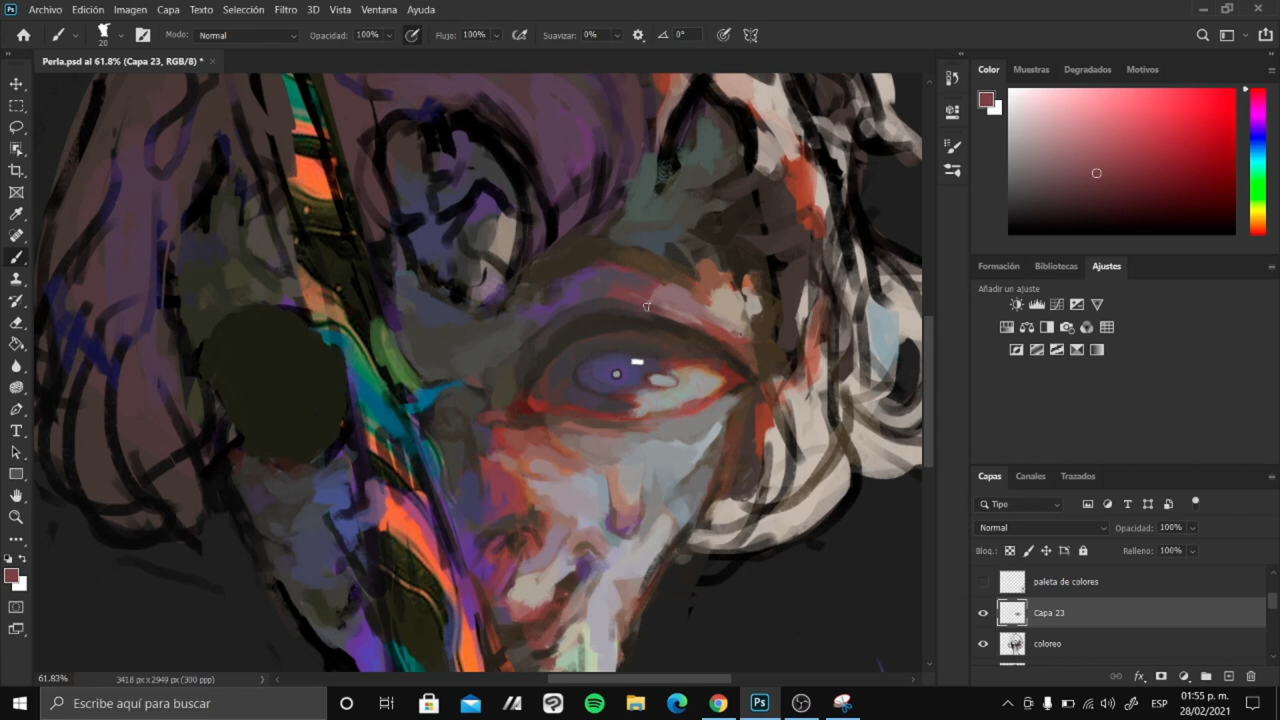 Ps Archivo Edición Imagen Capa Texto Selección Filtro 3D Vista Ventana Ayuda
20 Modo: Normal Opacidad: 100% Flujo: 100% Suavizar: 0% 0°
Perla.psd al 61.8% (Capa 23, RGB/8) *
Color Muestras Degradados Motivos
Formación Bibliotecas Ajustes
Añadir un ajuste
Capas Canales Trazados
Tipo
Normal Opacidad: 100%
Bloq.: Relleno: 100%
paleta de colores
Capa 23
coloreo
61.83% 3418 px x 2949 px (300 ppp)
Escribe aquí para buscar
Ps
ESP
01:55 p. m.
28/02/2021